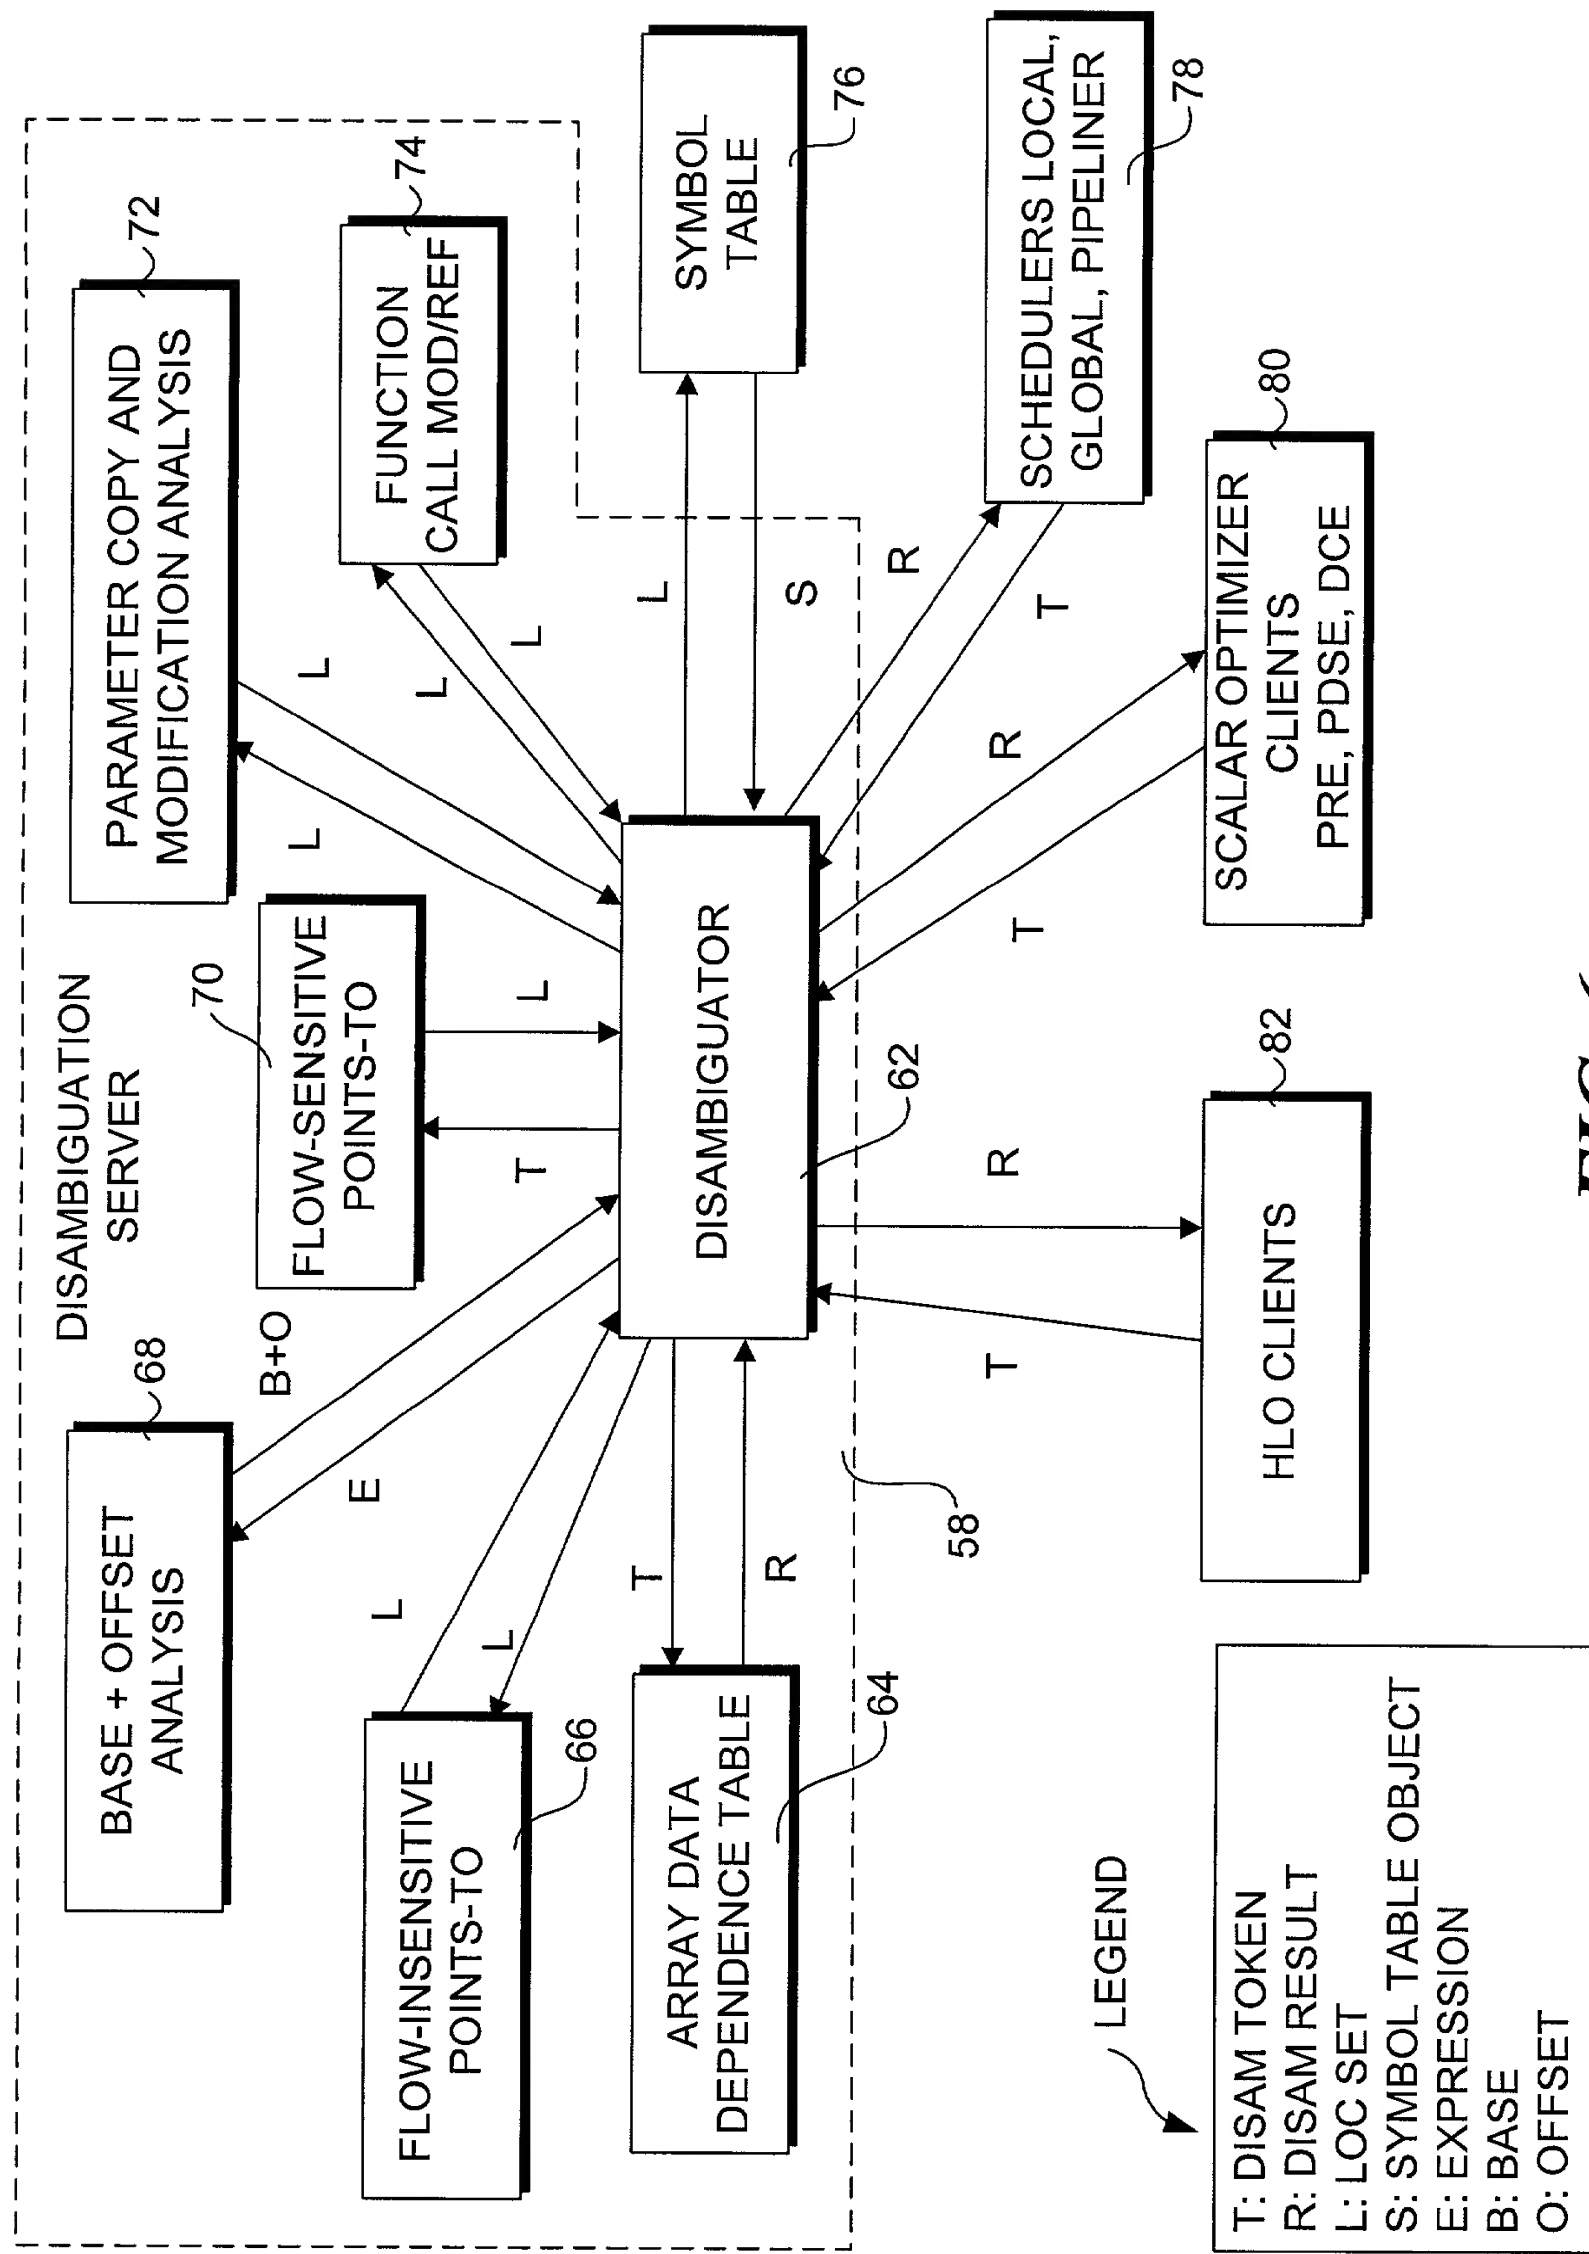 DISAMBIGUATION
SERVER
BASE + OFFSET
ANALYSIS
68
B+O
E
FLOW-SENSITIVE
POINTS-TO
70
T
L
PARAMETER COPY AND
MODIFICATION ANALYSIS
72
L
L
FUNCTION
CALL MOD/REF
74
L
L
FLOW-INSENSITIVE
POINTS-TO
66
L
L
ARRAY DATA
DEPENDENCE TABLE
64
T
R
DISAMBIGUATOR
62
58
SYMBOL
TABLE
76
L
S
SCHEDULERS LOCAL,
GLOBAL, PIPELINER
78
R
T
SCALAR OPTIMIZER
CLIENTS
PRE, PDSE, DCE
80
R
T
HLO CLIENTS
82
T
R
LEGEND
T: DISAM TOKEN
R: DISAM RESULT
L: LOC SET
S: SYMBOL TABLE OBJECT
E: EXPRESSION
B: BASE
O: OFFSET